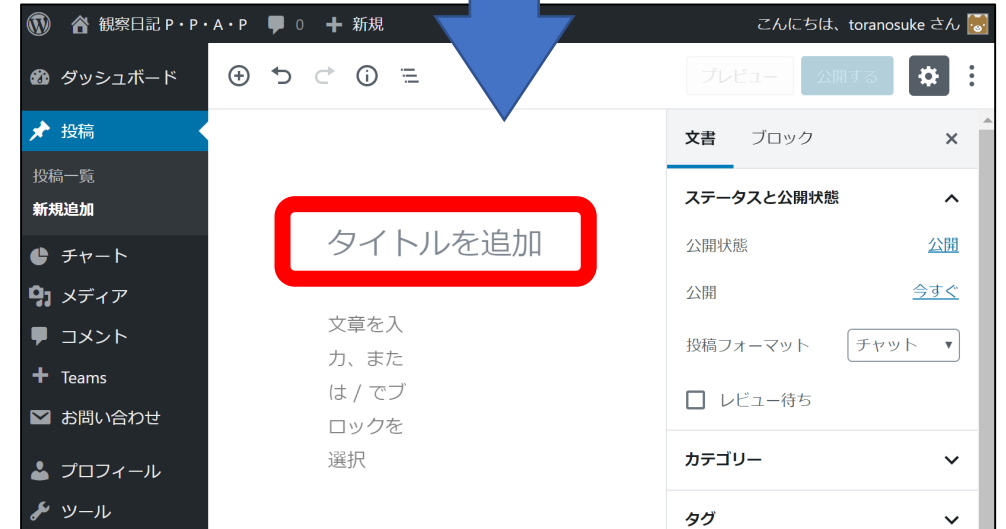 観察日記 P・P・A・P 0 新規 こんにちは、toranosuke さん
ダッシュボード
投稿
投稿一覧
新規追加
チャート
メディア
コメント
Teams
お問い合わせ
プロフィール
ツール
プレビュー 公開する
タイトルを追加
文章を入
力、また
は / でブ
ロックを
選択
文書 ブロック
ステータスと公開状態
公開状態 公開
公開 今すぐ
投稿フォーマット チャット
レビュー待ち
カテゴリー
タグ